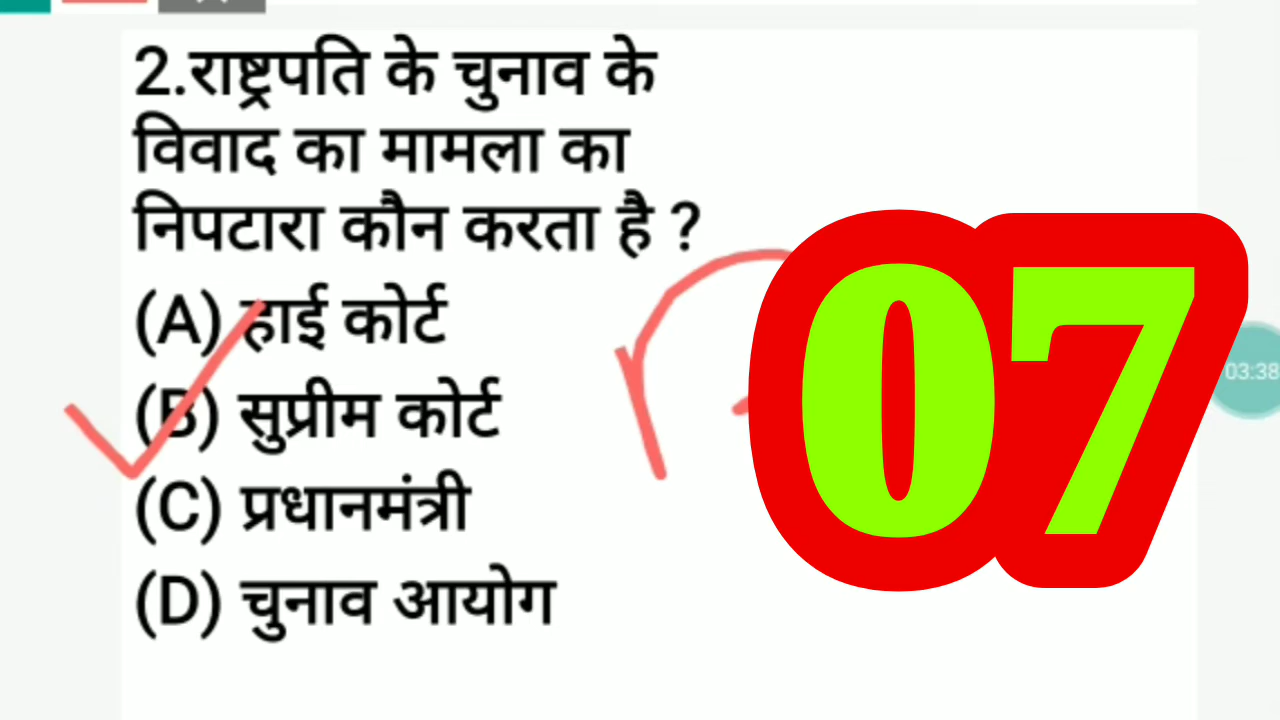 2.राष्ट्रपति के चुनाव के
विवाद का मामला का
निपटारा कौन करता है ?
(A) हाई कोर्ट
(B) सुप्रीम कोर्ट
(C) प्रधानमंत्री
(D) चुनाव आयोग
07
03:38